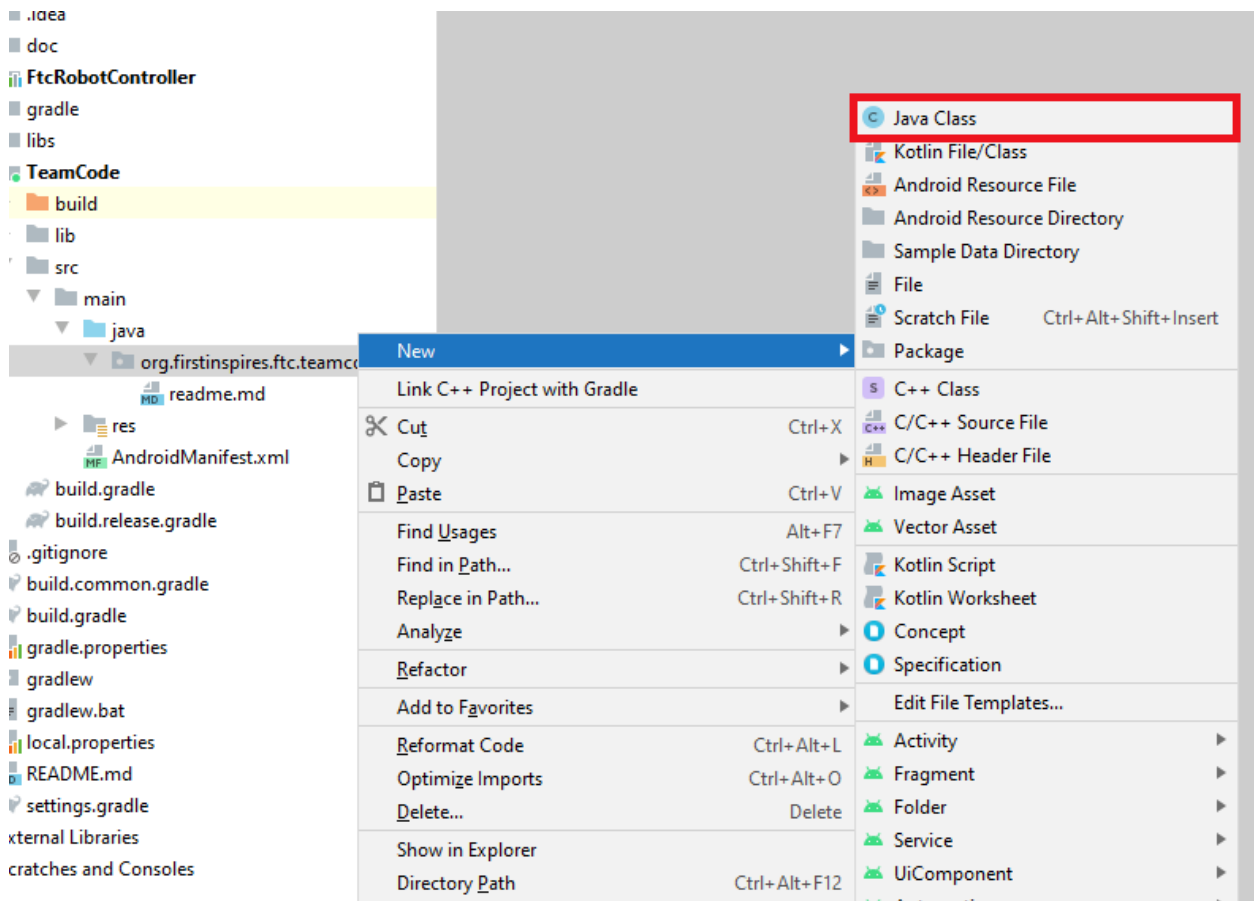 .idea
doc
FtcRobotController
gradle
libs
TeamCode
build
lib
src
main
java
org.firstinspires.ftc.teamco
readme.md
res
AndroidManifest.xml
build.gradle
build.release.gradle
.gitignore
build.common.gradle
build.gradle
gradle.properties
gradlew
gradlew.bat
local.properties
README.md
settings.gradle
xternal Libraries
cratches and Consoles
New
Link C++ Project with Gradle
Cut Ctrl+X
Copy
Paste Ctrl+V
Find Usages Alt+F7
Find in Path... Ctrl+Shift+F
Replace in Path... Ctrl+Shift+R
Analyze
Refactor
Add to Favorites
Reformat Code Ctrl+Alt+L
Optimize Imports Ctrl+Alt+O
Delete... Delete
Show in Explorer
Directory Path Ctrl+Alt+F12
Java Class
Kotlin File/Class
Android Resource File
Android Resource Directory
Sample Data Directory
File
Scratch File Ctrl+Alt+Shift+Insert
Package
C++ Class
C/C++ Source File
C/C++ Header File
Image Asset
Vector Asset
Kotlin Script
Kotlin Worksheet
Concept
Specification
Edit File Templates...
Activity
Fragment
Folder
Service
UiComponent